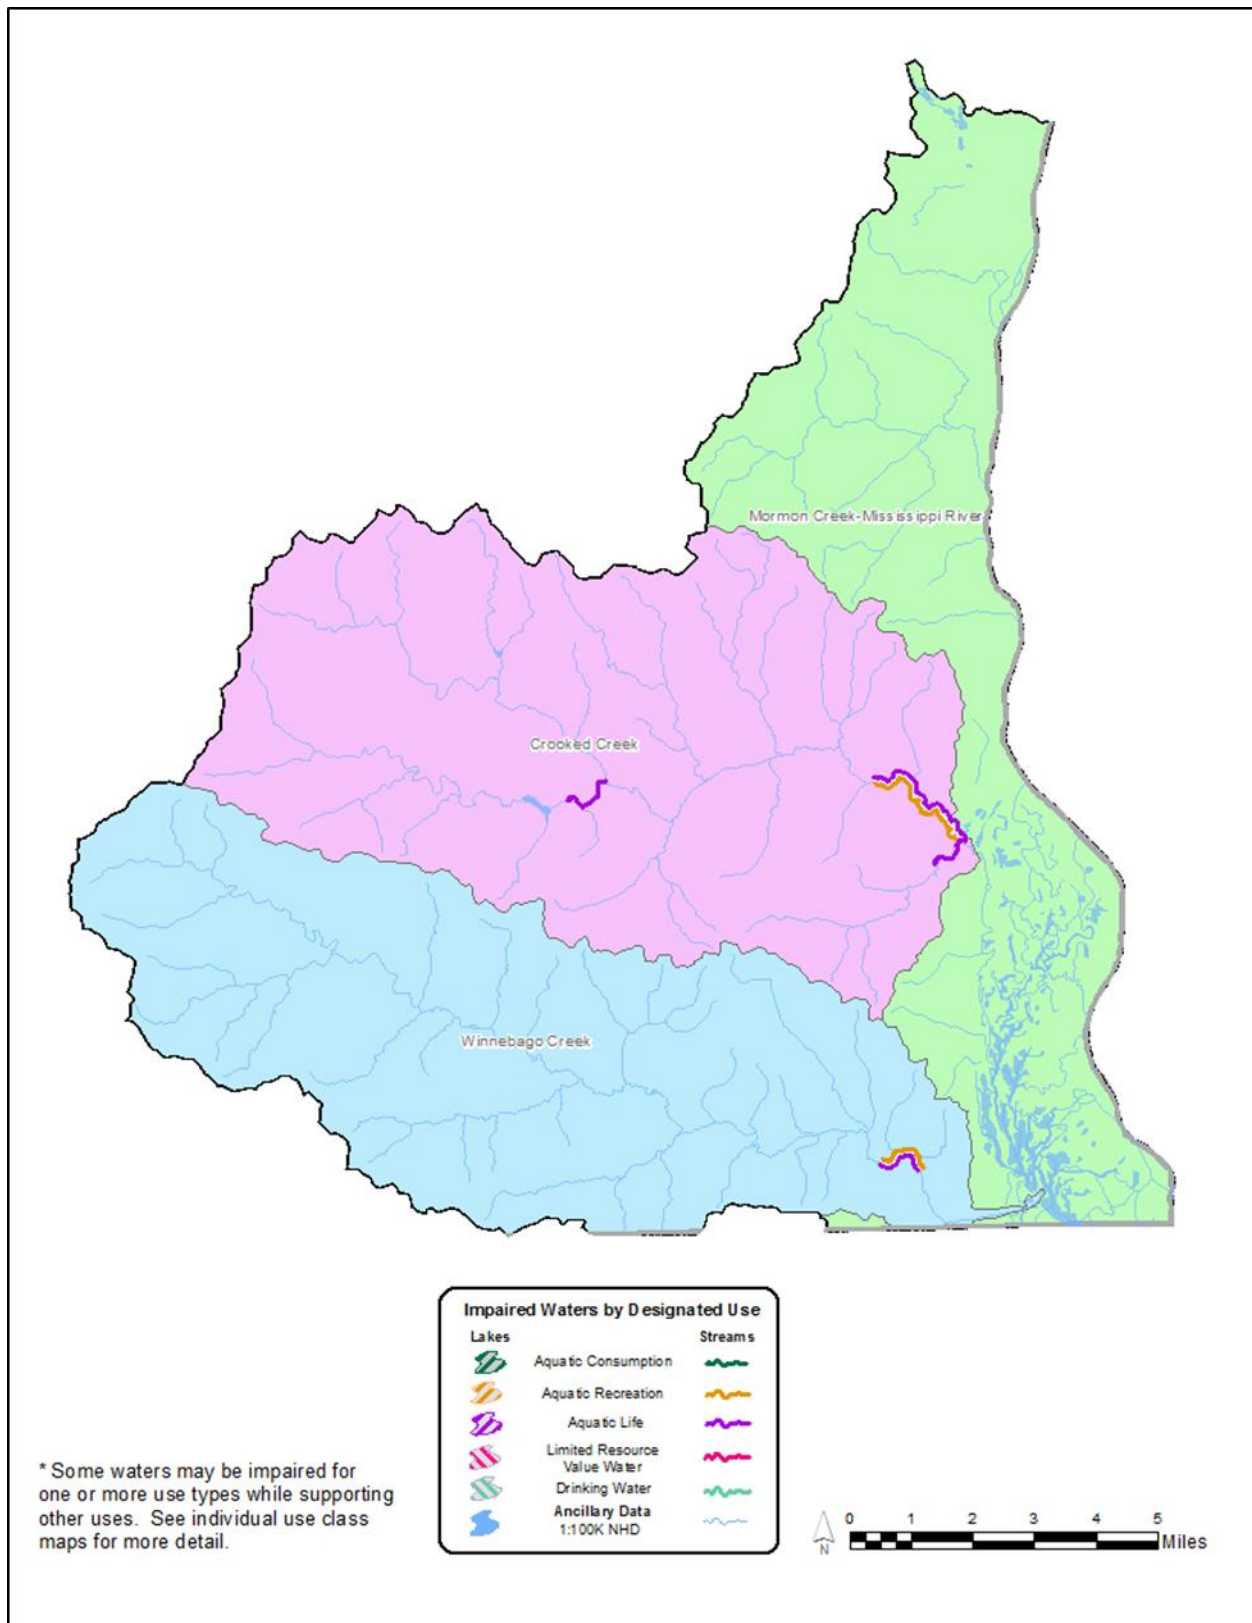 Mormon Creek-Mississippi River
Crooked Creek
Winnebago Creek
Impaired Waters by Designated Use
Lakes Streams
Aquatic Consumption
Aquatic Recreation
Aquatic Life
Limited Resource
Value Water
Drinking Water
Ancillary Data
1:100K NHD
* Some waters may be impaired for
one or more use types while supporting
other uses. See individual use class
maps for more detail.
N
0 1 2 3 4 5
Miles